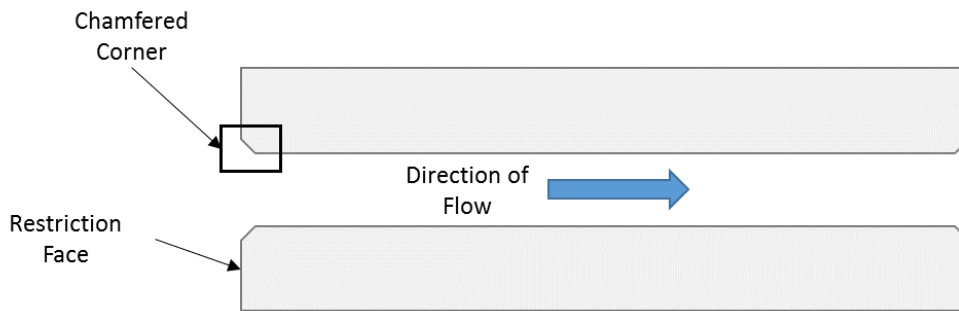 Chamfered
Corner
Direction of
Flow
Restriction
Face